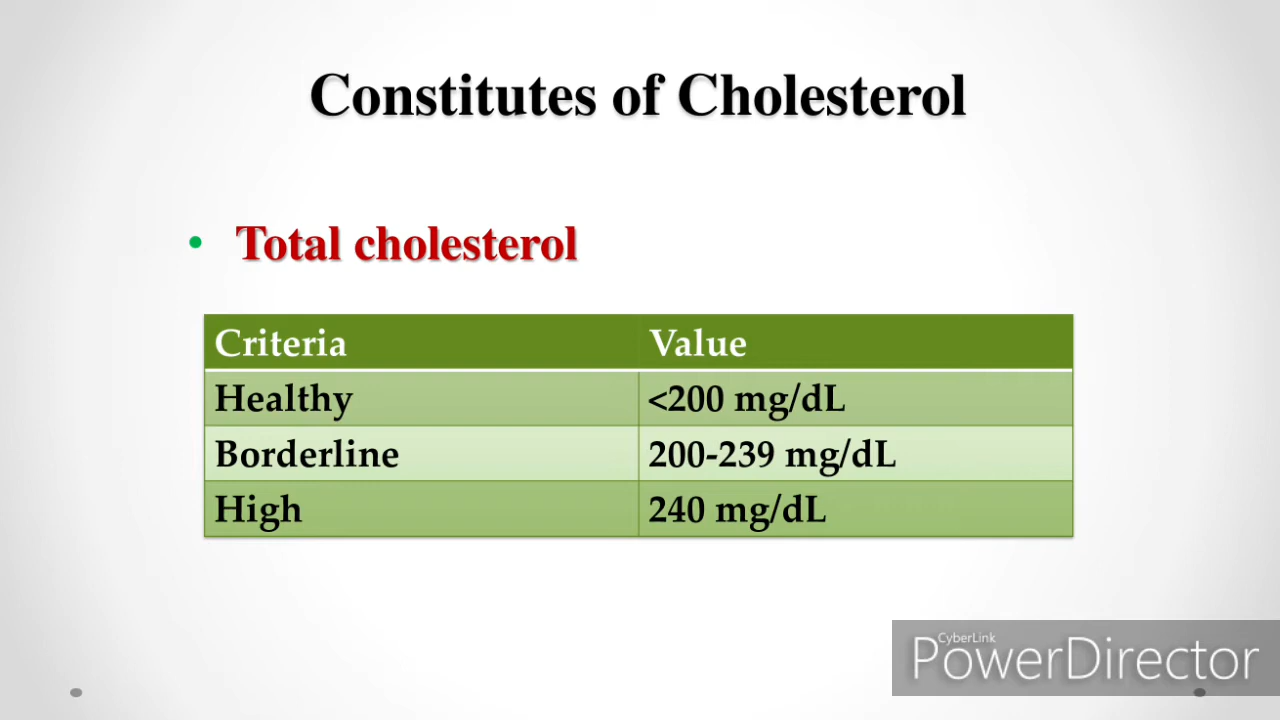 Constitutes of Cholesterol
• Total cholesterol
Criteria Value
Healthy <200 mg/dL
Borderline 200-239 mg/dL
High 240 mg/dL
CyberLink
PowerDirector